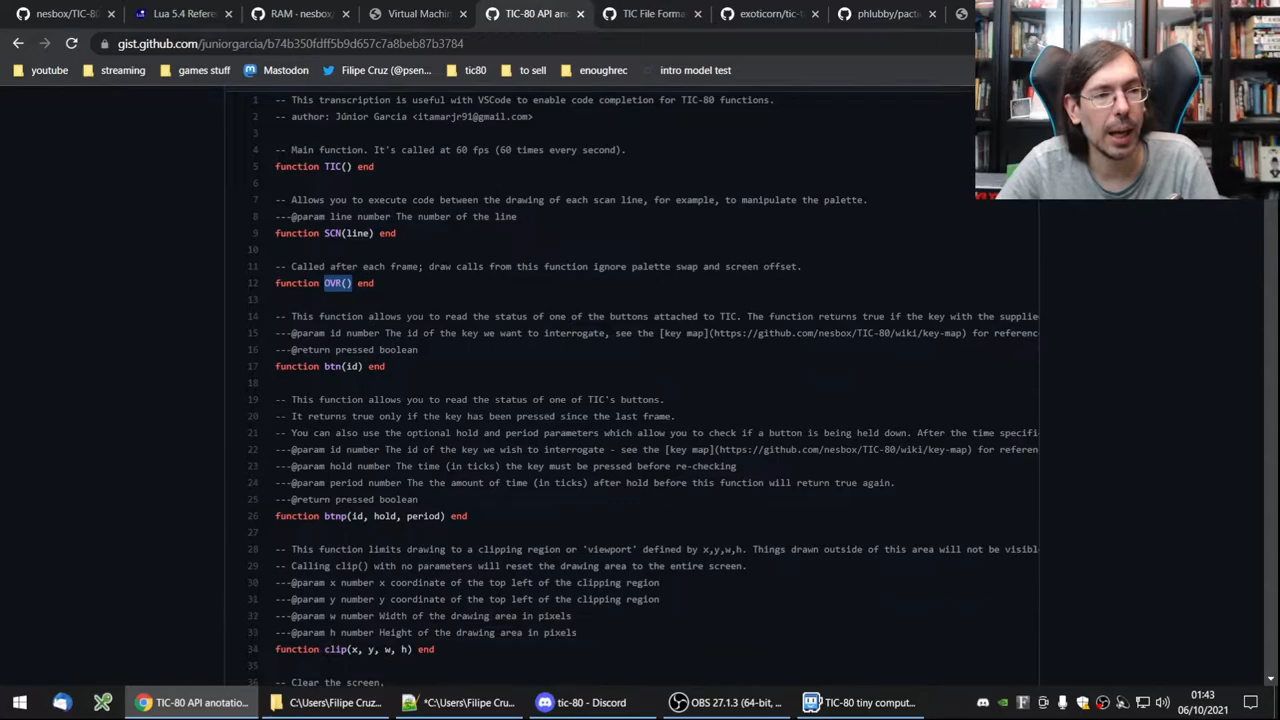 nesbox/TIC-80
Lua 5.4 Refere
RAM · nesbox/
Virtual Machin
TIC-80 API ano
TIC File Forma
exoticorn/tic-
phlubby/pactic
gist.github.com/juniorgarcia/b74b350fdff5b9d657c7a8beb87b3784
youtube
streaming
games stuff
Mastodon
Filipe Cruz (@psen...
tic80
to sell
enoughrec
intro model test
1 -- This transcription is useful with VSCode to enable code completion for TIC-80 functions.
2 -- author: Júnior Garcia <itamarjr91@gmail.com>
3
4 -- Main function. It's called at 60 fps (60 times every second).
5 function TIC() end
6
7 -- Allows you to execute code between the drawing of each scan line, for example, to manipulate the palette.
8 ---@param line number The number of the line
9 function SCN(line) end
10
11 -- Called after each frame; draw calls from this function ignore palette swap and screen offset.
12 function OVR() end
13
14 -- This function allows you to read the status of one of the buttons attached to TIC. The function returns true if the key with the supplie
15 ---@param id number The id of the key we want to interrogate, see the [key map](https://github.com/nesbox/TIC-80/wiki/key-map) for referenc
16 ---@return pressed boolean
17 function btn(id) end
18
19 -- This function allows you to read the status of one of TIC's buttons.
20 -- It returns true only if the key has been pressed since the last frame.
21 -- You can also use the optional hold and period parameters which allow you to check if a button is being held down. After the time specifi
22 ---@param id number The id of the key we wish to interrogate - see the [key map](https://github.com/nesbox/TIC-80/wiki/key-map) for referen
23 ---@param hold number The time (in ticks) the key must be pressed before re-checking
24 ---@param period number The the amount of time (in ticks) after hold before this function will return true again.
25 ---@return pressed boolean
26 function btnp(id, hold, period) end
27
28 -- This function limits drawing to a clipping region or 'viewport' defined by x,y,w,h. Things drawn outside of this area will not be visibl
29 -- Calling clip() with no parameters will reset the drawing area to the entire screen.
30 ---@param x number x coordinate of the top left of the clipping region
31 ---@param y number y coordinate of the top left of the clipping region
32 ---@param w number Width of the drawing area in pixels
33 ---@param h number Height of the drawing area in pixels
34 function clip(x, y, w, h) end
35
36 -- Clear the screen.
TIC-80 API anotatio...
C:\Users\Filipe Cruz...
*C:\Users\Filipe Cru...
tic-80 - Discord
OBS 27.1.3 (64-bit, ...
TIC-80 tiny comput...
01:43
06/10/2021